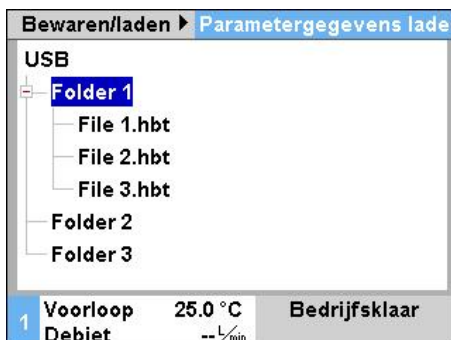 Bewaren/laden ▶ Parametergegevens lade
USB
Folder 1
File 1.hbt
File 2.hbt
File 3.hbt
Folder 2
Folder 3
1 Voorloop 25.0 °C Bedrijfsklaar
Debiet -- L/min